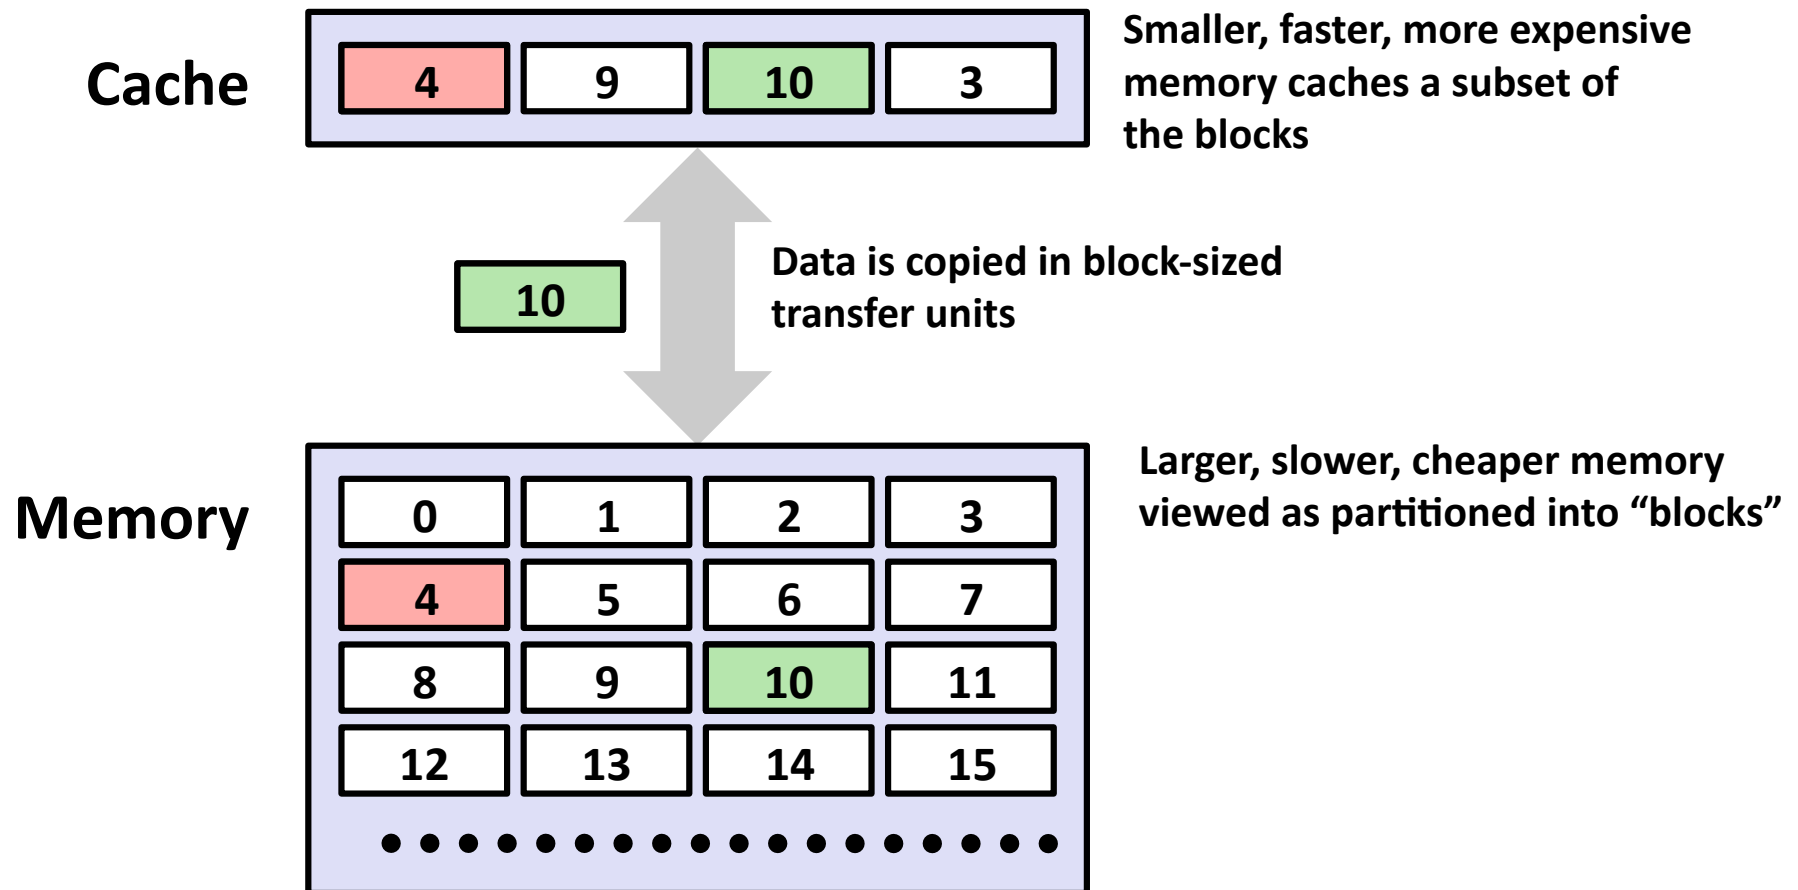 Cache
4 9 10 3
Smaller, faster, more expensive
memory caches a subset of
the blocks
10
Data is copied in block-sized
transfer units
Memory
0 1 2 3
4 5 6 7
8 9 10 11
12 13 14 15
Larger, slower, cheaper memory
viewed as partitioned into “blocks”